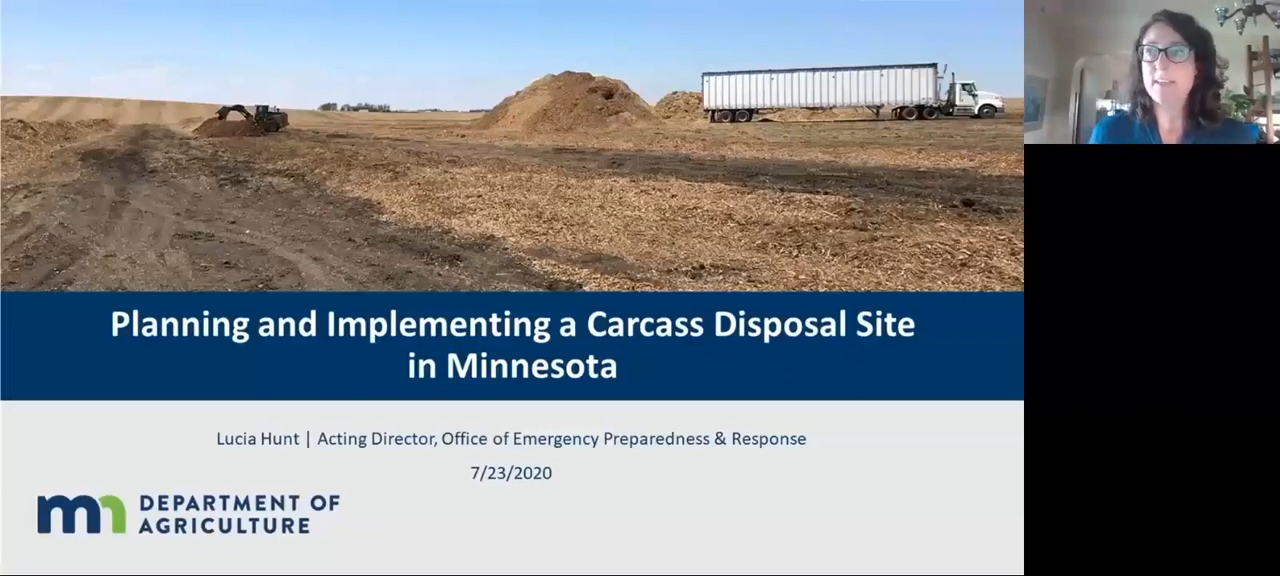 Planning and Implementing a Carcass Disposal Site
in Minnesota
Lucia Hunt | Acting Director, Office of Emergency Preparedness & Response
7/23/2020
mn DEPARTMENT OF
AGRICULTURE